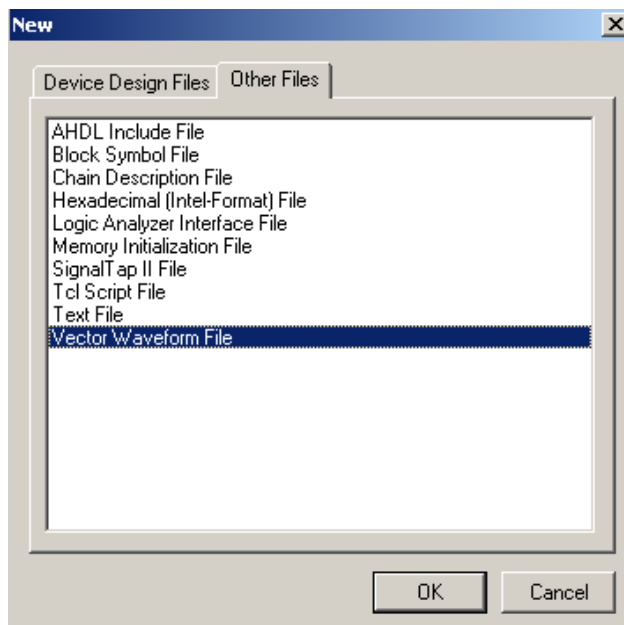 New
Device Design Files
Other Files
AHDL Include File
Block Symbol File
Chain Description File
Hexadecimal (Intel-Format) File
Logic Analyzer Interface File
Memory Initialization File
SignalTap II File
Tcl Script File
Text File
Vector Waveform File
OK
Cancel